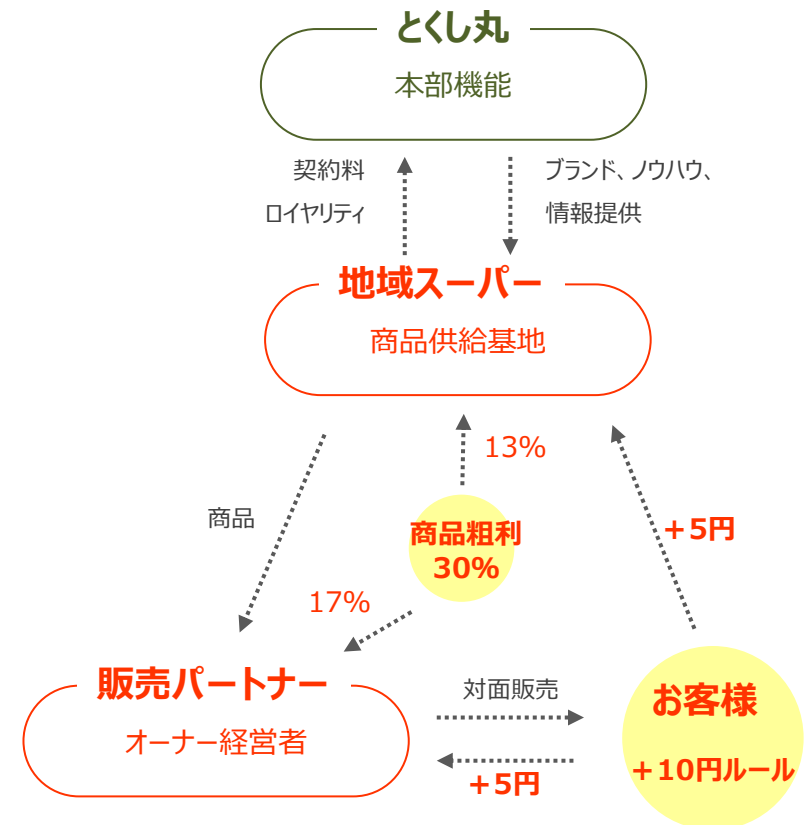 とくし丸
本部機能
契約料
ロイヤリティ
ブランド、ノウハウ、
情報提供
地域スーパー
商品供給基地
13%
商品
商品粗利
30%
+5円
17%
販売パートナー
オーナー経営者
対面販売
+5円
お客様
+10円ルール